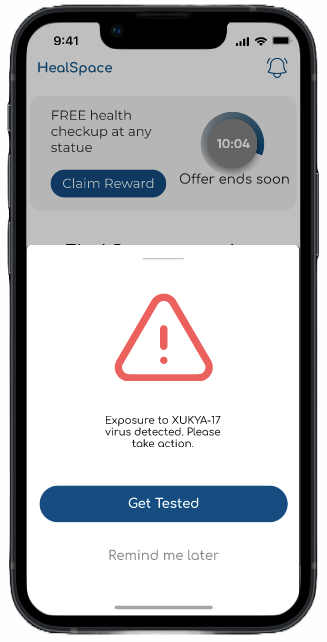 9:41
HealSpace
FREE health
checkup at any
statue
10:04
Claim Reward
Offer ends soon
Exposure to XUKYA-17
virus detected. Please
take action.
Get Tested
Remind me later